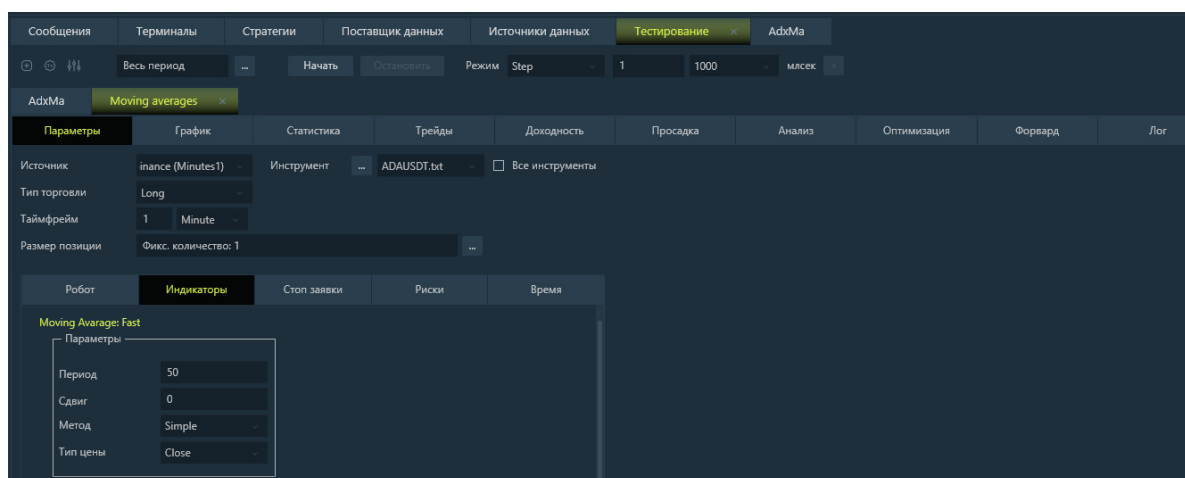 Сообщения Терминалы Стратегии Поставщик данных Источники данных Тестирование × AdxMa
Весь период ... Начать Остановить Режим Step 1 1000 млсек
AdxMa Moving averages ×
Параметры График Статистика Трейды Доходность Просадка Анализ Оптимизация Форвард Лог
Источник inance (Minutes1) Инструмент ... ADAUSDT.txt Все инструменты
Тип торговли Long
Таймфрейм 1 Minute
Размер позиции Фикс. количество: 1 ...
Робот Индикаторы Стоп заявки Риски Время
Moving Avarage: Fast
Параметры
Период 50
Сдвиг 0
Метод Simple
Тип цены Close